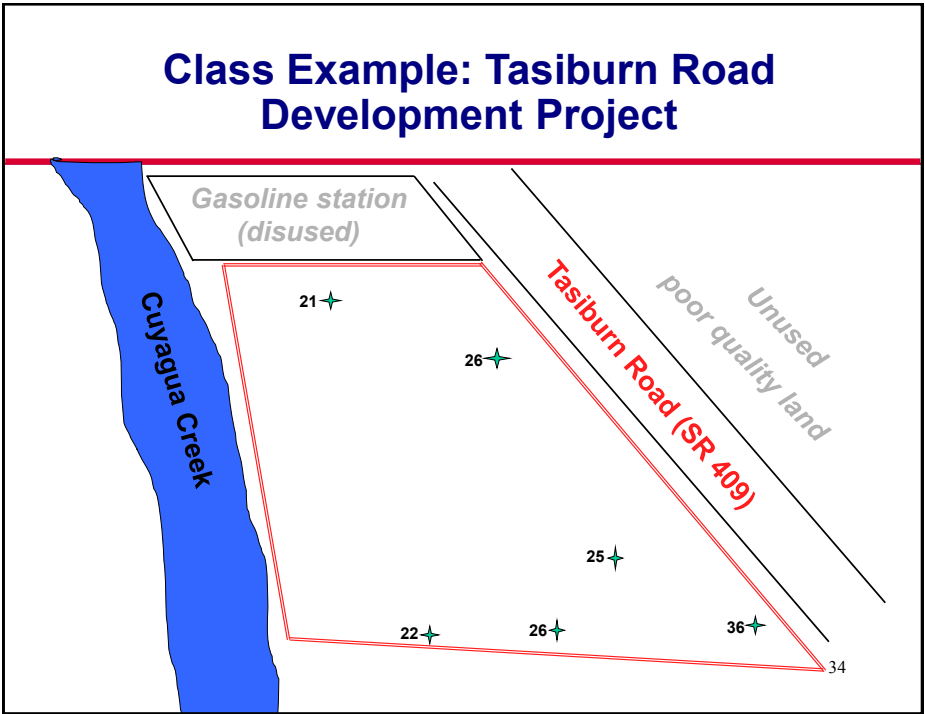 Class Example: Tasiburn Road
Development Project
Gasoline station
(disused)
Cuyagua Creek
Tasiburn Road (SR 409)
Unused
poor quality land
21
26
25
22
26
36
34